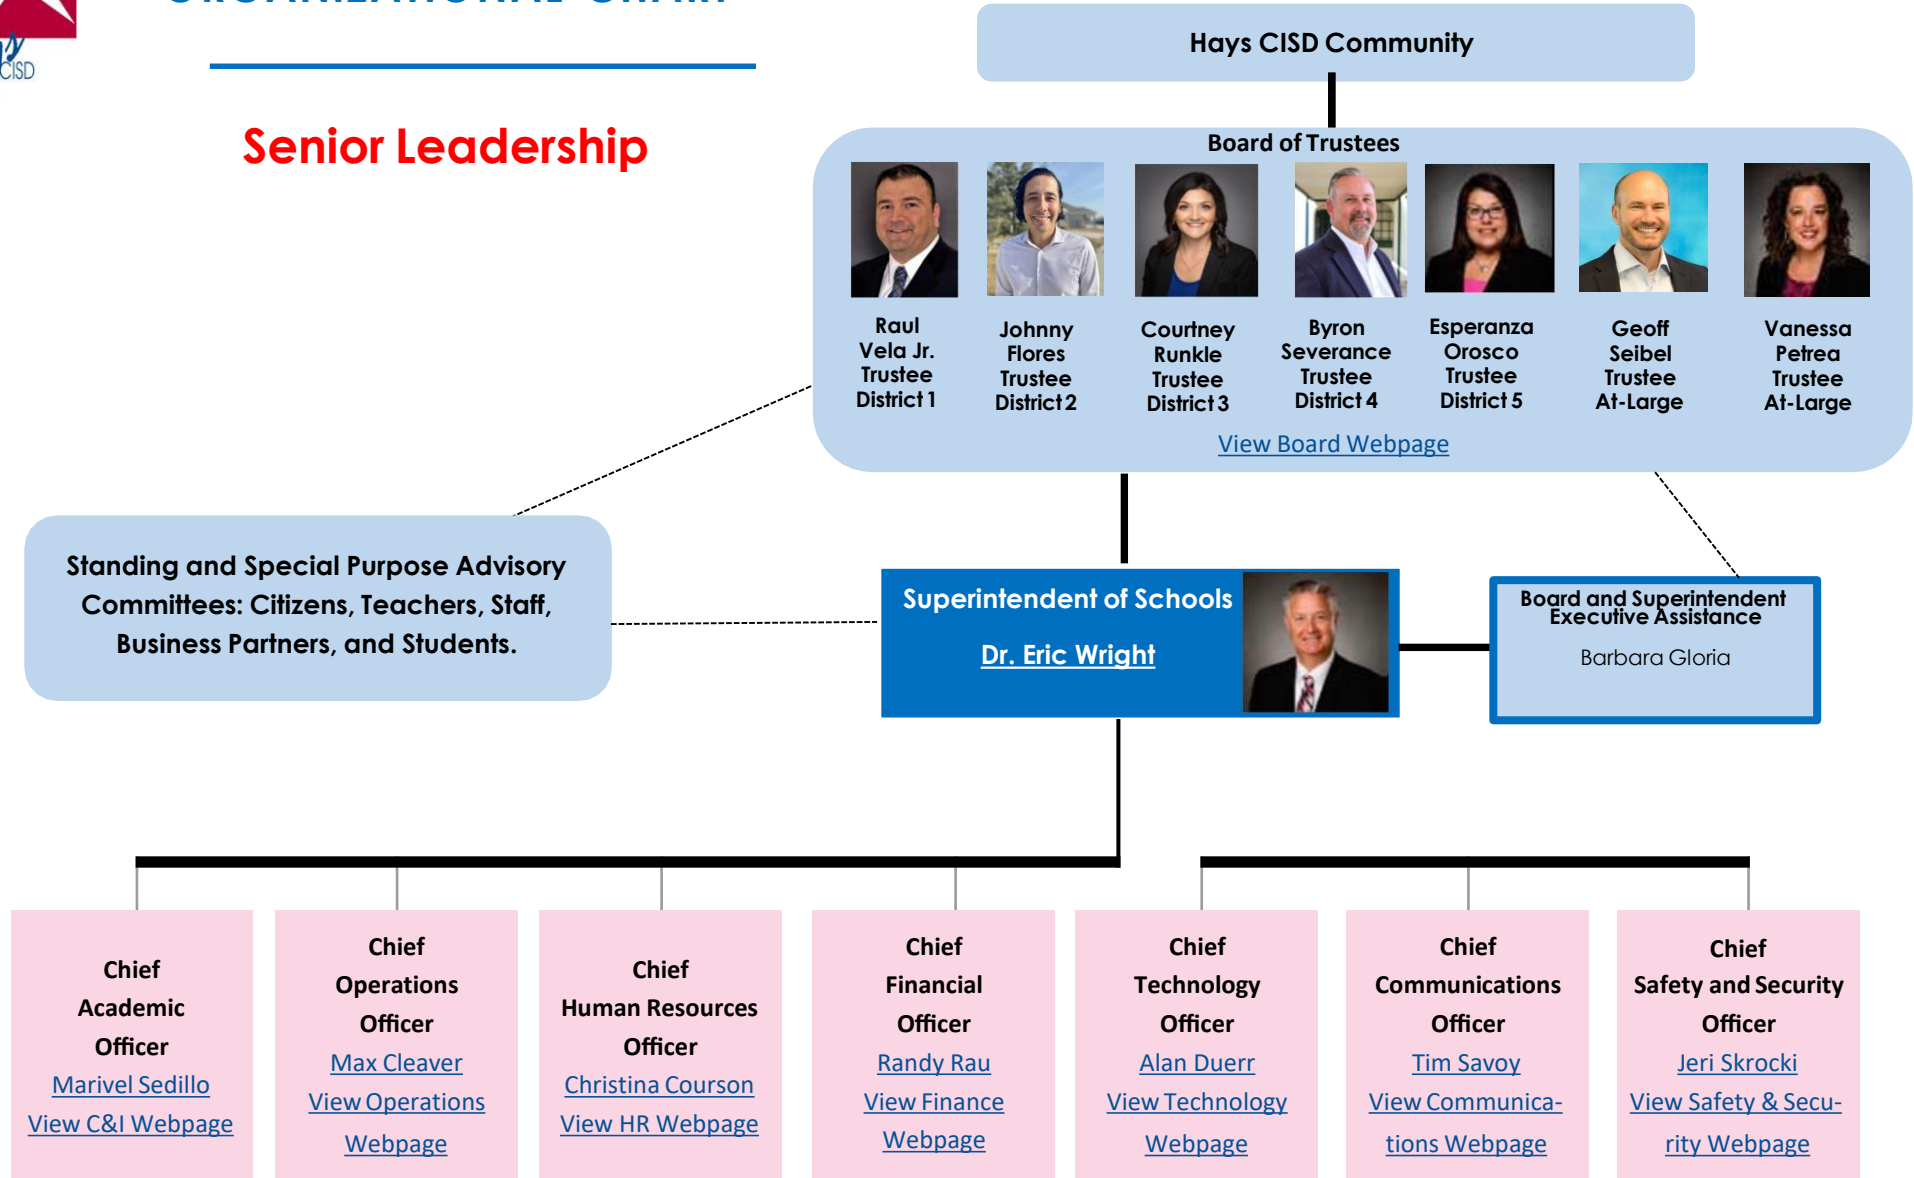 ORGANIZATIONAL CHART
CISD
Senior Leadership
Hays CISD Community
Board of Trustees
Raul
Vela Jr.
Trustee
District 1
Johnny
Flores
Trustee
District 2
Courtney
Runkle
Trustee
District 3
Byron
Severance
Trustee
District 4
Esperanza
Orosco
Trustee
District 5
Geoff
Seibel
Trustee
At-Large
Vanessa
Petrea
Trustee
At-Large
View Board Webpage
Standing and Special Purpose Advisory
Committees: Citizens, Teachers, Staff,
Business Partners, and Students.
Superintendent of Schools
Dr. Eric Wright
Board and Superintendent
Executive Assistance
Barbara Gloria
Chief
Academic
Officer
Marivel Sedillo
View C&I Webpage
Chief
Operations
Officer
Max Cleaver
View Operations
Webpage
Chief
Human Resources
Officer
Christina Courson
View HR Webpage
Chief
Financial
Officer
Randy Rau
View Finance
Webpage
Chief
Technology
Officer
Alan Duerr
View Technology
Webpage
Chief
Communications
Officer
Tim Savoy
View Communica-
tions Webpage
Chief
Safety and Security
Officer
Jeri Skrocki
View Safety & Secu-
rity Webpage